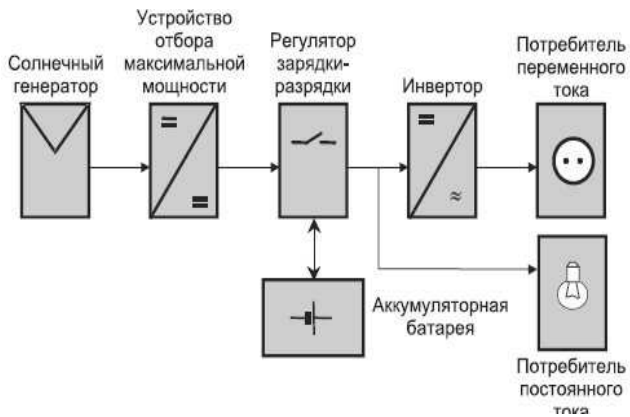 Солнечный
генератор
Устройство
отбора
максимальной
мощности
Регулятор
зарядки-
разрядки
Инвертор
Потребитель
переменного
тока
Аккумуляторная
батарея
Потребитель
постоянного
тока